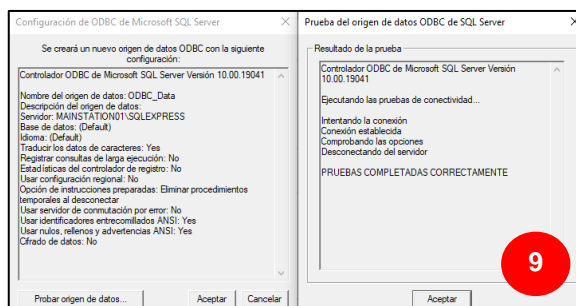 Configuración de ODBC de Microsoft SQL Server
Se creará un nuevo origen de datos ODBC con la siguiente
configuración:
Controlador ODBC de Microsoft SQL Server Versión 10.00.19041
Nombre del origen de datos: ODBC_Data
Descripción del origen de datos:
Servidor: MAINSTATION01\SQLEXPRESS
Base de datos: (Default)
Idioma: (Default)
Traducir los datos de caracteres: Yes
Registrar consultas de larga ejecución: No
Estadísticas del controlador de registro: No
Usar configuración regional: No
Opción de instrucciones preparadas: Eliminar procedimientos
temporales al desconectar
Usar servidor de conmutación por error: No
Usar identificadores entrecomillados ANSI: Yes
Usar nulos, rellenos y advertencias ANSI: Yes
Cifrado de datos: No
Probar origen de datos...
Aceptar
Cancelar
Prueba del origen de datos ODBC de SQL Server
Resultado de la prueba
Controlador ODBC de Microsoft SQL Server Versión
10.00.19041
Ejecutando las pruebas de conectividad...
Intentando la conexión
Conexión establecida
Comprobando las opciones
Desconectando del servidor
PRUEBAS COMPLETADAS CORRECTAMENTE
9
Aceptar